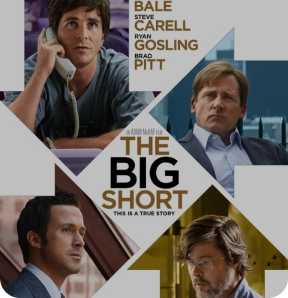 BALE
STEVE
CARELL
RYAN
GOSLING
BRAD
PITT
THE
BIG
SHORT
THIS IS A TRUE STORY